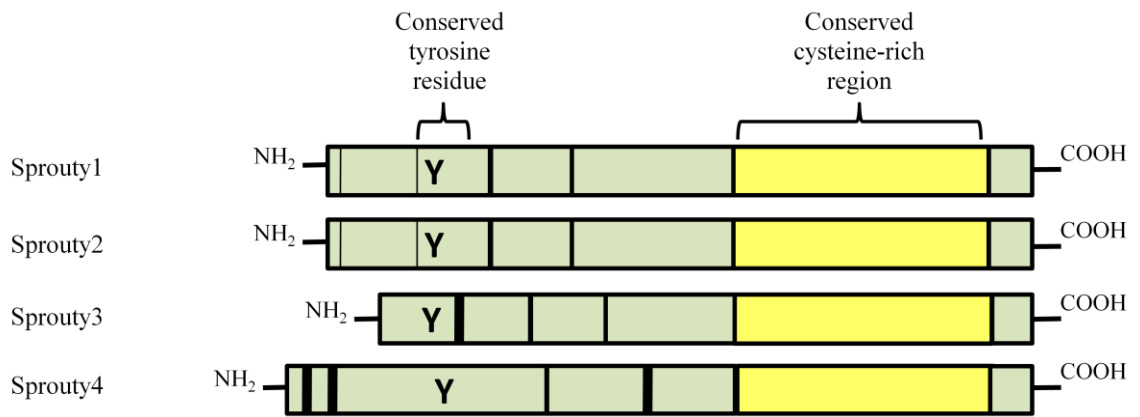 Conserved
tyrosine
residue
Conserved
cysteine-rich
region
Sprouty1
NH2
Y
COOH
Sprouty2
NH2
Y
COOH
Sprouty3
NH2
Y
COOH
Sprouty4
NH2
Y
COOH